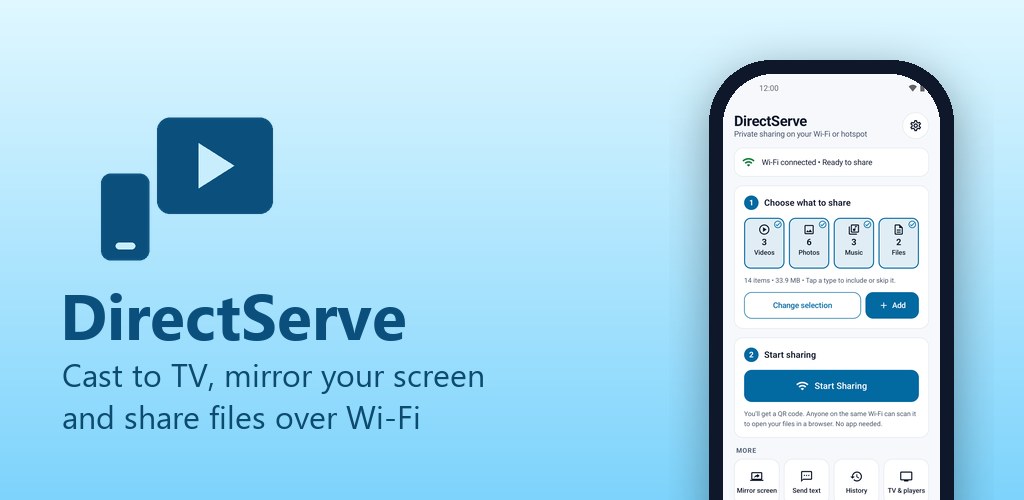 DirectServe
Cast to TV, mirror your screen
and share files over Wi-Fi
12:00
DirectServe
Private sharing on your Wi-Fi or hotspot
Wi-Fi connected • Ready to share
1 Choose what to share
3 6 3 2
Videos Photos Music Files
14 items • 33.9 MB • Tap a type to include or skip it.
Change selection + Add
2 Start sharing
Start Sharing
You'll get a QR code. Anyone on the same Wi-Fi can scan it
to open your files in a browser. No app needed.
MORE
Mirror screen Send text History TV & players